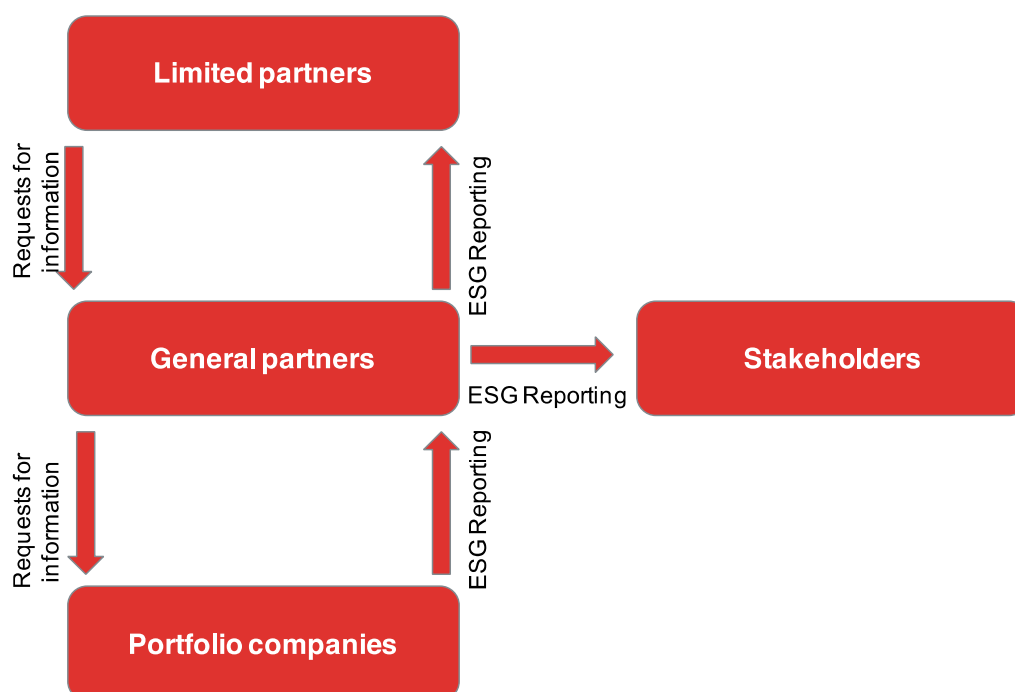 Limited partners
Requests for
information
ESG Reporting
General partners
ESG Reporting
Stakeholders
Requests for
information
ESG Reporting
Portfolio companies